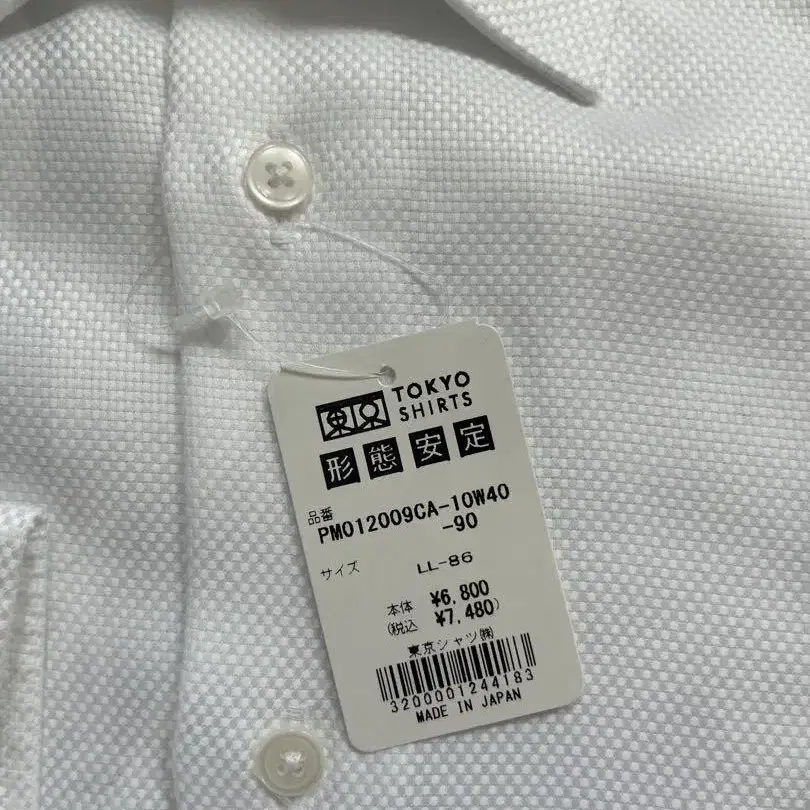 東京 TOKYO
SHIRTS
形態安定
品番
PM012009CA-10W40
-90
サイズ LL-86
本体 ¥6,800
(税込 ¥7,480)
東京シャツ㈱
3200001244183
MADE IN JAPAN